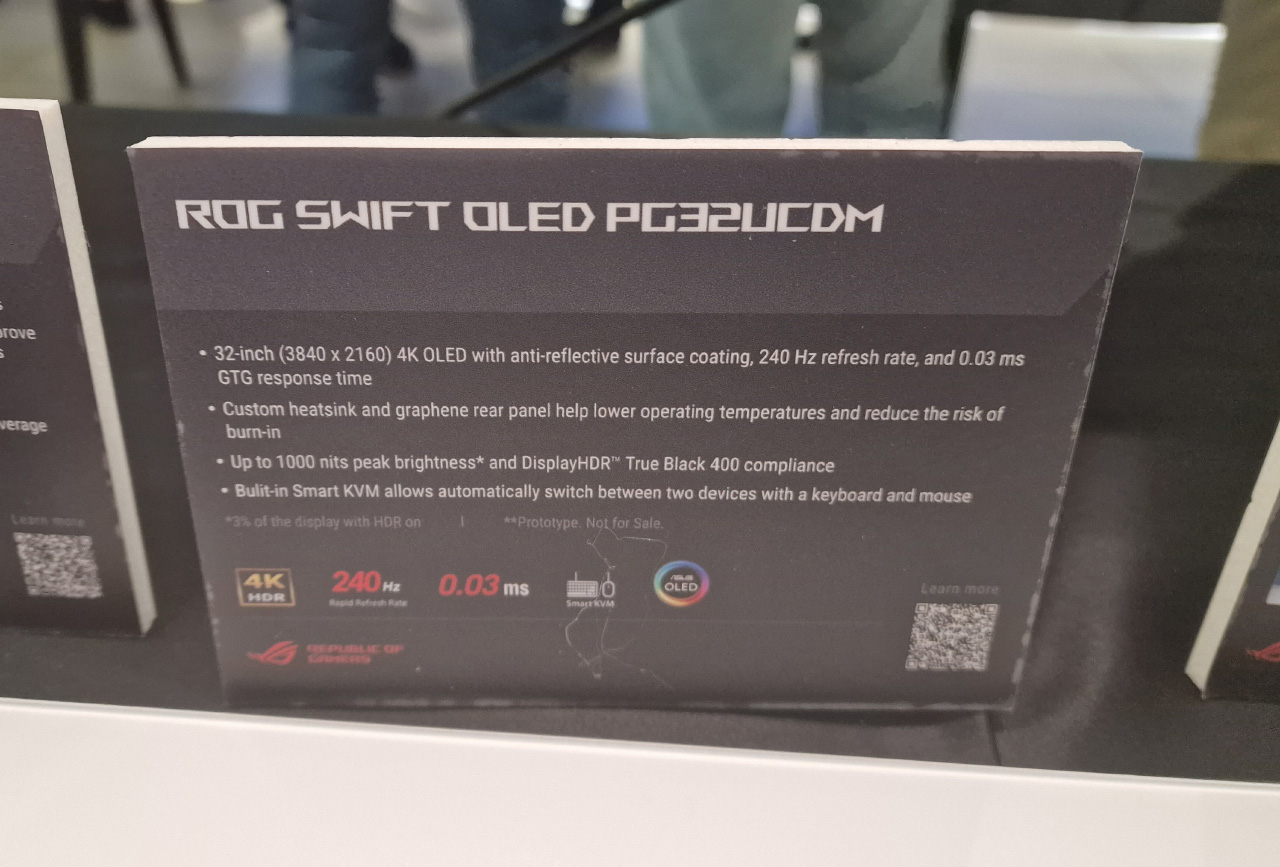 ROG SWIFT OLED PG32UCDM
• 32-inch (3840 x 2160) 4K OLED with anti-reflective surface coating, 240 Hz refresh rate, and 0.03 ms
GTG response time
• Custom heatsink and graphene rear panel help lower operating temperatures and reduce the risk of
burn-in
• Up to 1000 nits peak brightness* and DisplayHDR™ True Black 400 compliance
• Bulit-in Smart KVM allows automatically switch between two devices with a keyboard and mouse
*3% of the display with HDR on | **Prototype. Not for Sale.
4K
HDR
240 Hz
Rapid Refresh Rate
0.03 ms
Smart KVM
ASUS
OLED
Learn more
REPUBLIC OF
GAMERS
Learn more